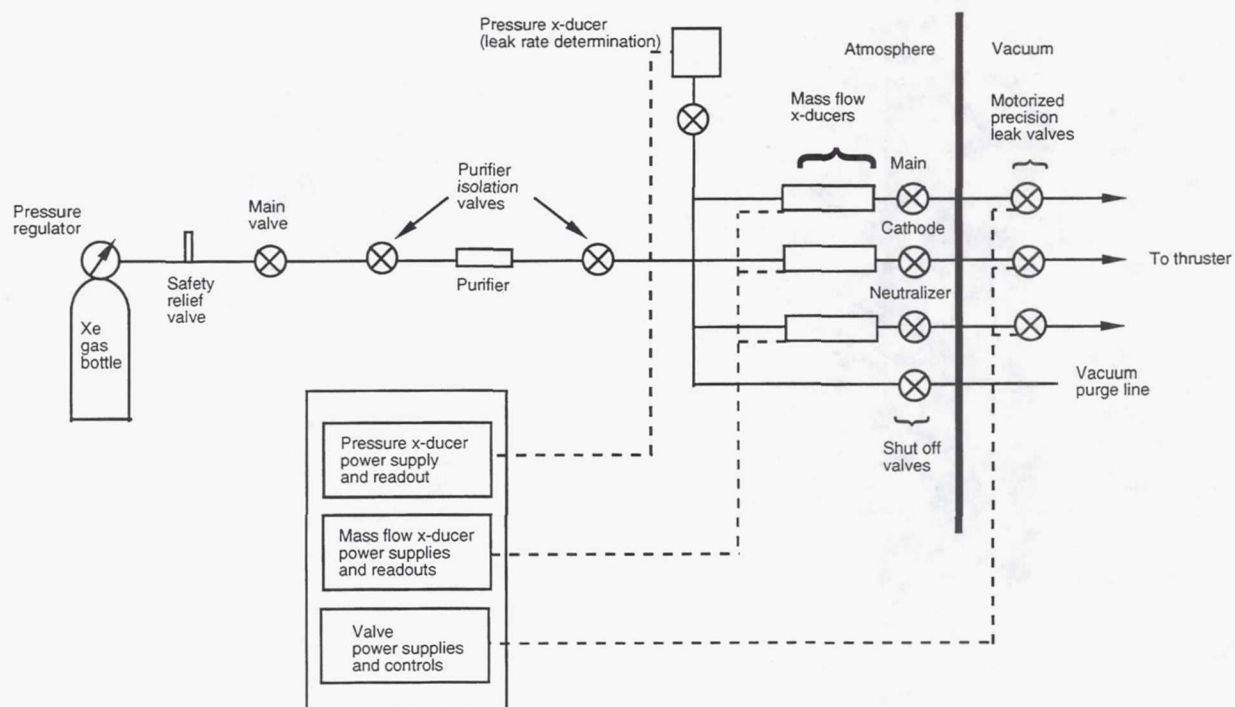 Pressure x-ducer
(leak rate determination)
Atmosphere
Vacuum
Mass flow
x-ducers
Motorized
precision
leak valves
Main
Purifier
isolation
valves
Pressure
regulator
Main
valve
Cathode
To thruster
Safety
relief
valve
Purifier
Neutralizer
Xe
gas
bottle
Vacuum
purge line
Shut off
valves
Pressure x-ducer
power supply
and readout
Mass flow x-ducer
power supplies
and readouts
Valve
power supplies
and controls